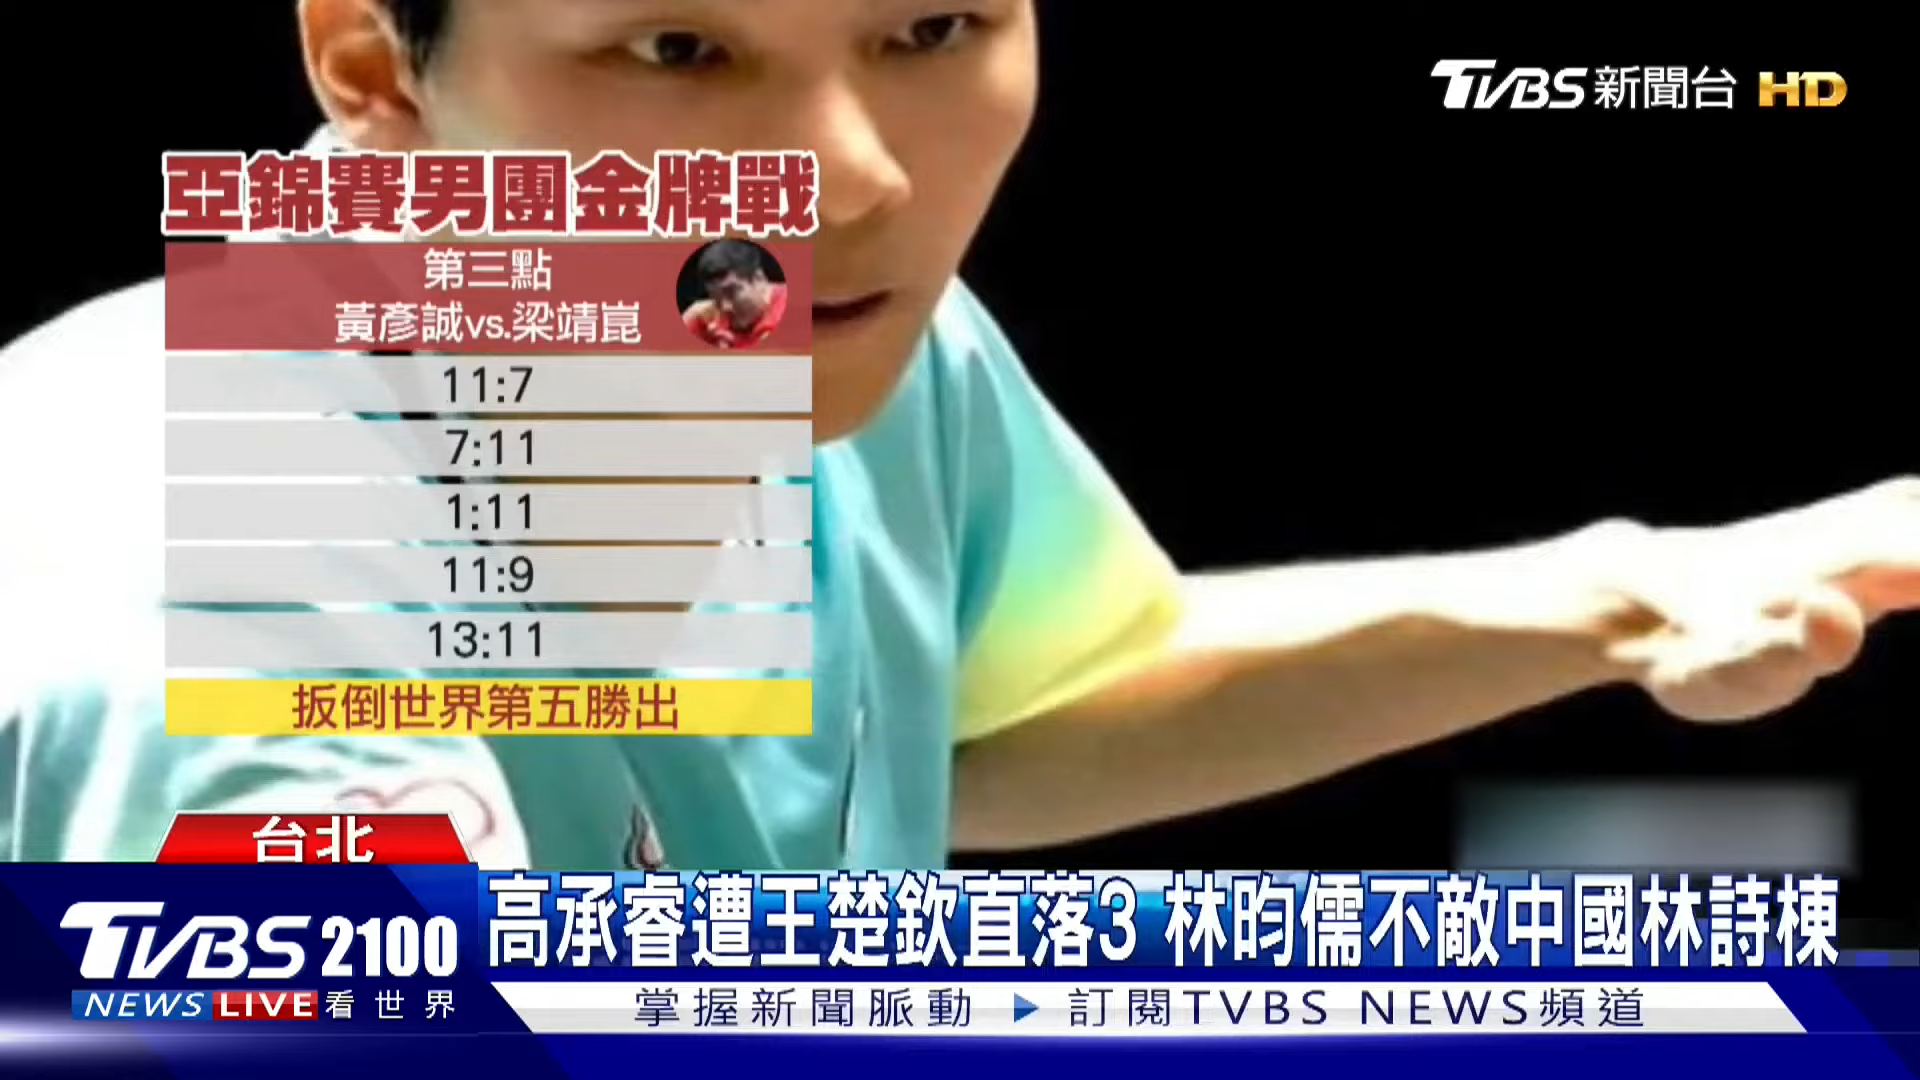 TVBS新聞台 HD
亞錦賽男團金牌戰
第三點
黃彥誠vs.梁靖崑
11:7
7:11
1:11
11:9
13:11
扳倒世界第五勝出
台北
高承睿遭王楚欽直落3 林昀儒不敵中國林詩棟
TVBS 2100
NEWS LIVE 看世界
掌握新聞脈動 ▶ 訂閱TVBS NEWS頻道